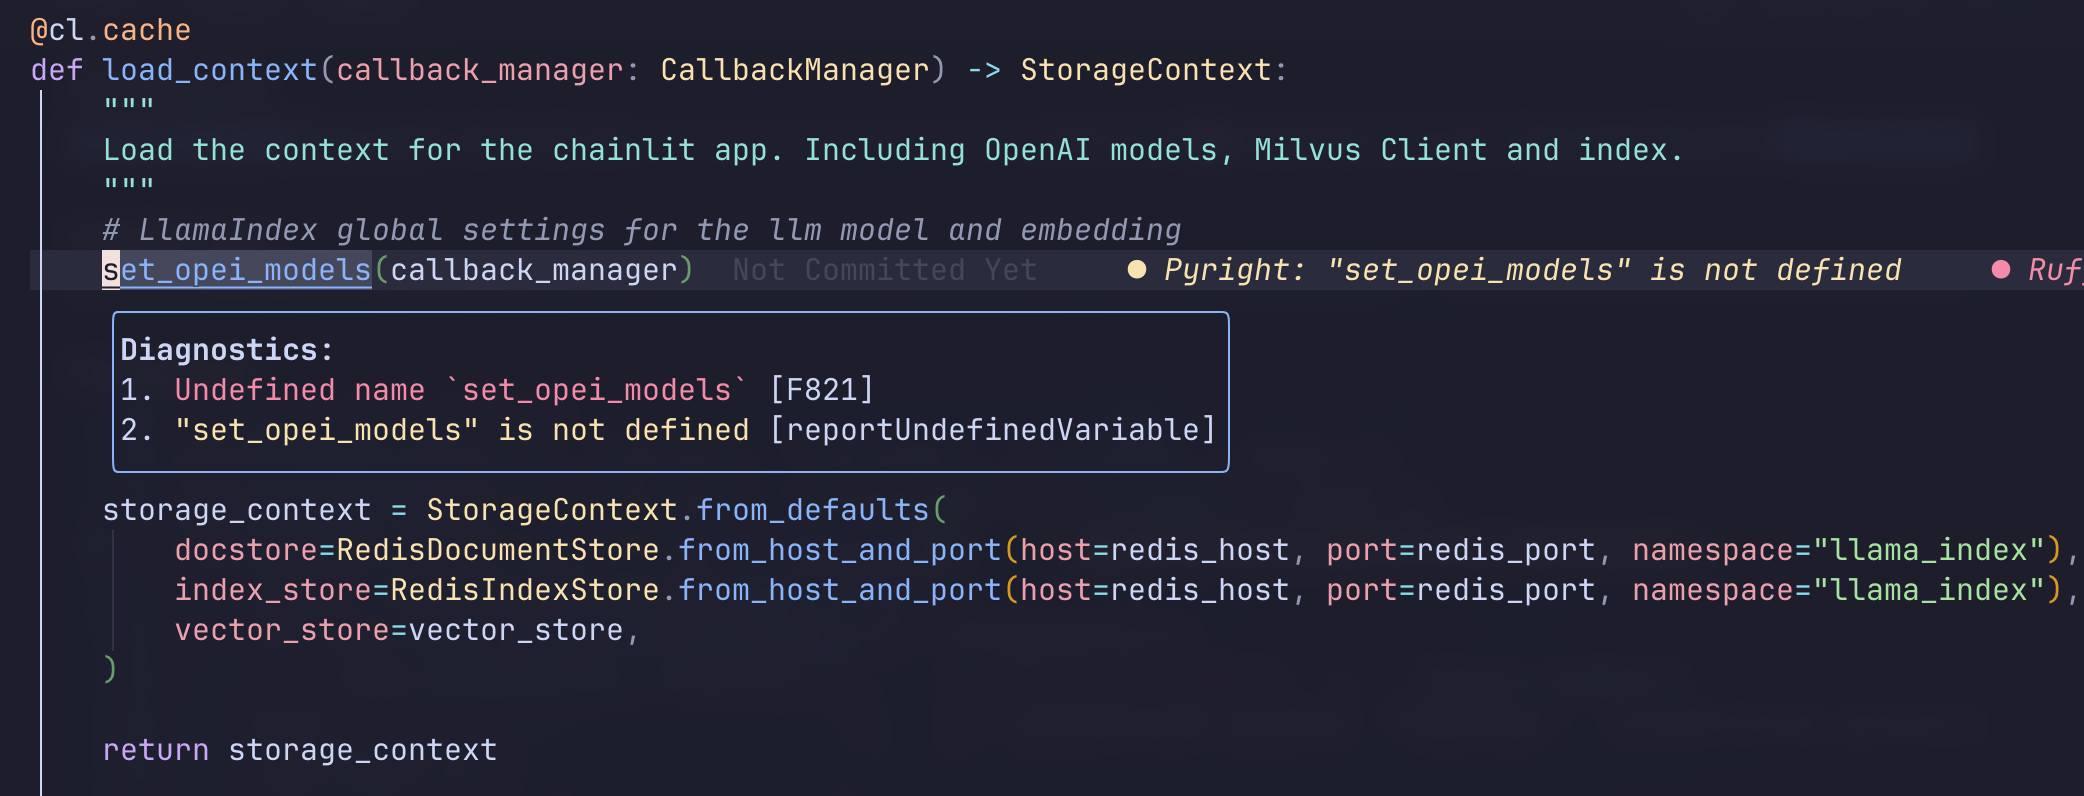 @cl.cache
def load_context(callback_manager: CallbackManager) -> StorageContext:
    """
    Load the context for the chainlit app. Including OpenAI models, Milvus Client and index.
    """
    # LlamaIndex global settings for the llm model and embedding
    set_opei_models(callback_manager)  Not Committed Yet     ● Pyright: "set_opei_models" is not defined     ● Ruf
Diagnostics:
1. Undefined name `set_opei_models` [F821]
2. "set_opei_models" is not defined [reportUndefinedVariable]
    storage_context = StorageContext.from_defaults(
        docstore=RedisDocumentStore.from_host_and_port(host=redis_host, port=redis_port, namespace="llama_index"),
        index_store=RedisIndexStore.from_host_and_port(host=redis_host, port=redis_port, namespace="llama_index"),
        vector_store=vector_store,
    )
    return storage_context